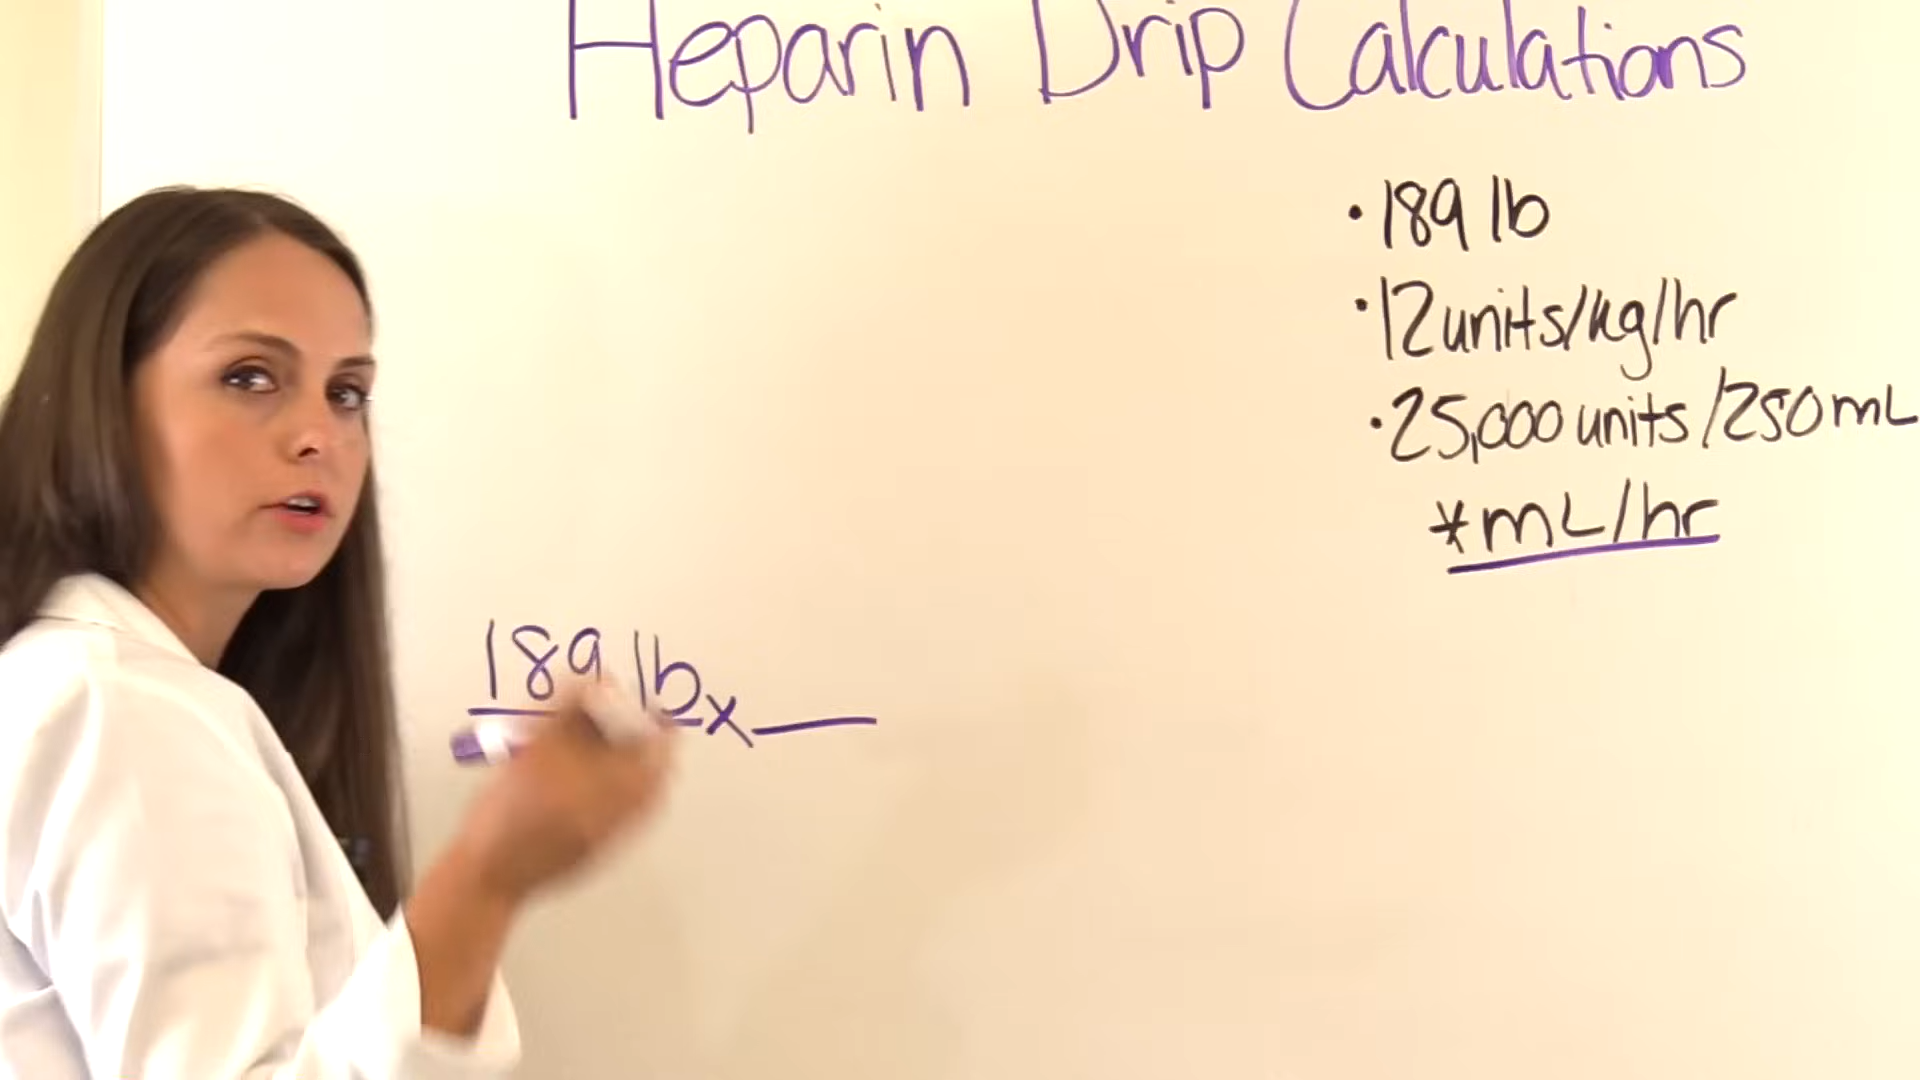 Heparin Drip Calculations
• 189 lb
• 12 units/kg/hr
• 25,000 units/250 mL
* mL/hr
189 lb x